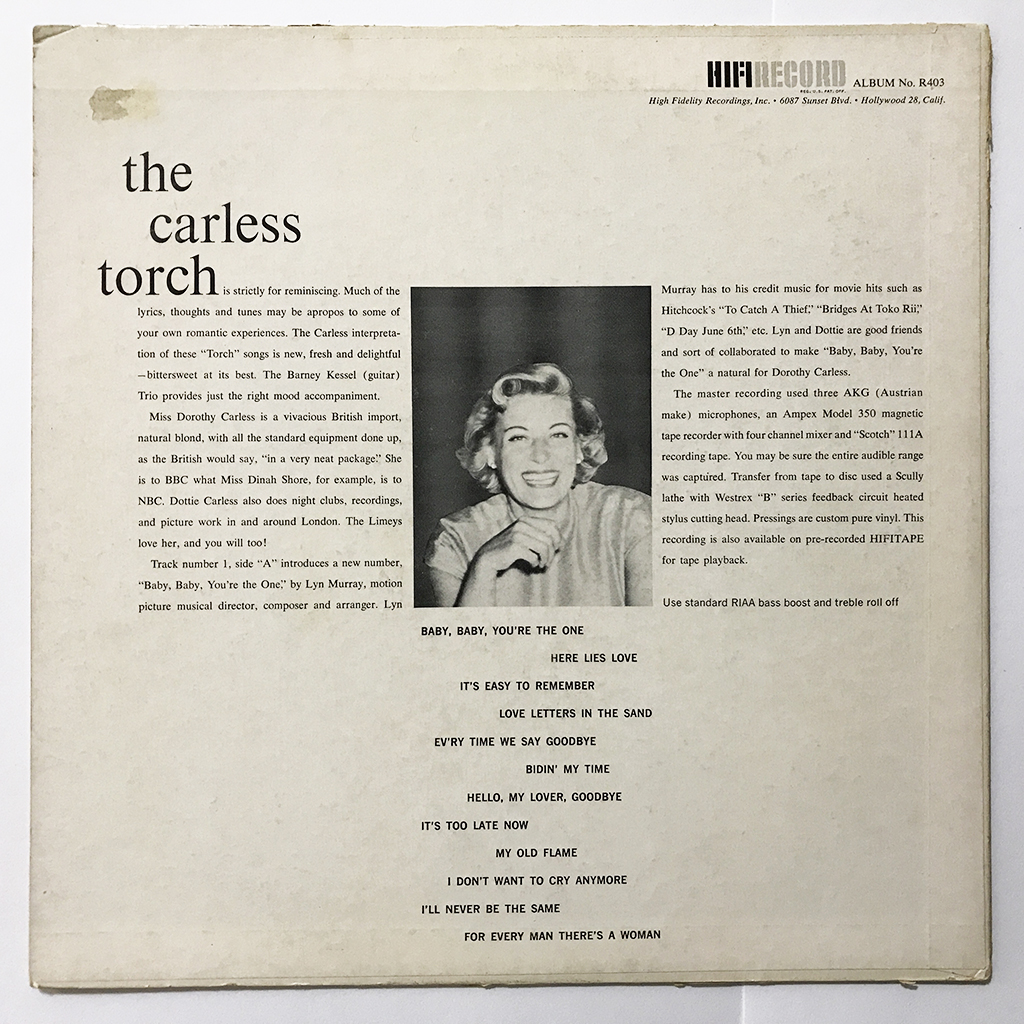 HIFIRECORD ALBUM No. R403
REG. U.S. PAT. OFF.
High Fidelity Recordings, Inc. • 6087 Sunset Blvd. • Hollywood 28, Calif.
the
carless
torch is strictly for reminiscing. Much of the
lyrics, thoughts and tunes may be apropos to some of
your own romantic experiences. The Carless interpreta-
tion of these “Torch” songs is new, fresh and delightful
—bittersweet at its best. The Barney Kessel (guitar)
Trio provides just the right mood accompaniment.
Miss Dorothy Carless is a vivacious British import,
natural blond, with all the standard equipment done up,
as the British would say, “in a very neat package.” She
is to BBC what Miss Dinah Shore, for example, is to
NBC. Dottie Carless also does night clubs, recordings,
and picture work in and around London. The Limeys
love her, and you will too!
Track number 1, side “A” introduces a new number,
“Baby, Baby, You're the One,” by Lyn Murray, motion
picture musical director, composer and arranger. Lyn
Murray has to his credit music for movie hits such as
Hitchcock's “To Catch A Thief,” “Bridges At Toko Rii,”
“D Day June 6th,” etc. Lyn and Dottie are good friends
and sort of collaborated to make “Baby, Baby, You're
the One” a natural for Dorothy Carless.
The master recording used three AKG (Austrian
make) microphones, an Ampex Model 350 magnetic
tape recorder with four channel mixer and “Scotch” 111A
recording tape. You may be sure the entire audible range
was captured. Transfer from tape to disc used a Scully
lathe with Westrex “B” series feedback circuit heated
stylus cutting head. Pressings are custom pure vinyl. This
recording is also available on pre-recorded HIFITAPE
for tape playback.
Use standard RIAA bass boost and treble roll off
BABY, BABY, YOU'RE THE ONE
HERE LIES LOVE
IT'S EASY TO REMEMBER
LOVE LETTERS IN THE SAND
EV'RY TIME WE SAY GOODBYE
BIDIN' MY TIME
HELLO, MY LOVER, GOODBYE
IT'S TOO LATE NOW
MY OLD FLAME
I DON'T WANT TO CRY ANYMORE
I'LL NEVER BE THE SAME
FOR EVERY MAN THERE'S A WOMAN